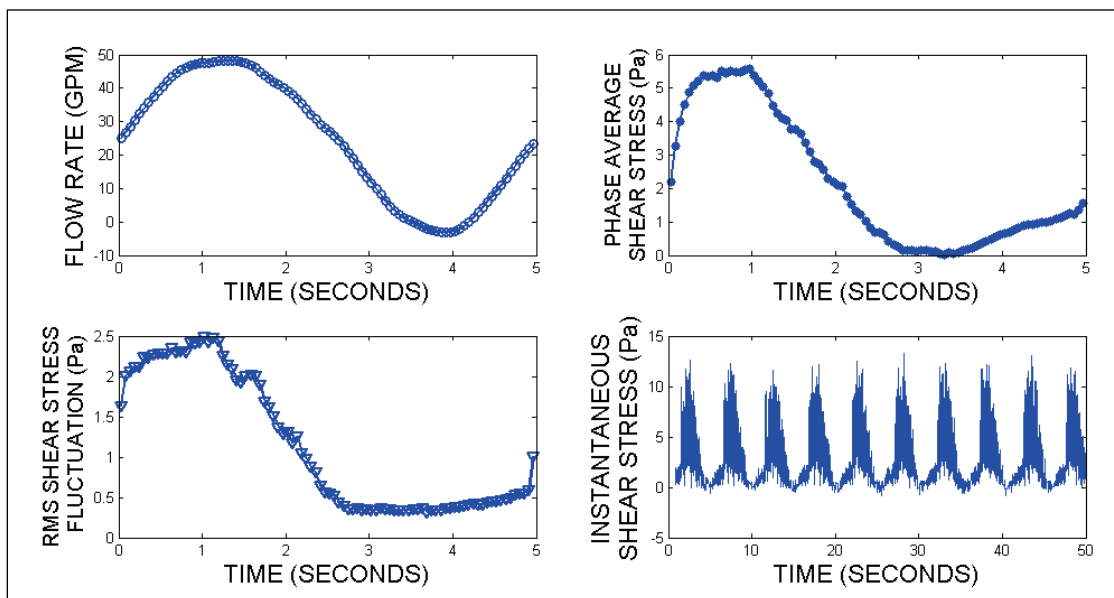 50
40
30
20
10
0
-10
FLOW RATE (GPM)
0 1 2 3 4 5
TIME (SECONDS)
6
5
4
3
2
1
0
PHASE AVERAGE
SHEAR STRESS (Pa)
0 1 2 3 4 5
TIME (SECONDS)
2.5
2
1.5
1
0.5
0
RMS SHEAR STRESS
FLUCTUATION (Pa)
0 1 2 3 4 5
TIME (SECONDS)
15
10
5
0
-5
INSTANTANEOUS
SHEAR STRESS (Pa)
0 10 20 30 40 50
TIME (SECONDS)